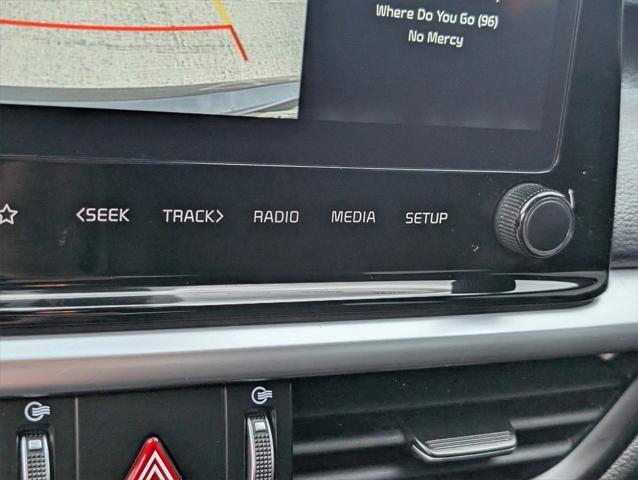 Where Do You Go (96)
No Mercy
<SEEK TRACK> RADIO MEDIA SETUP